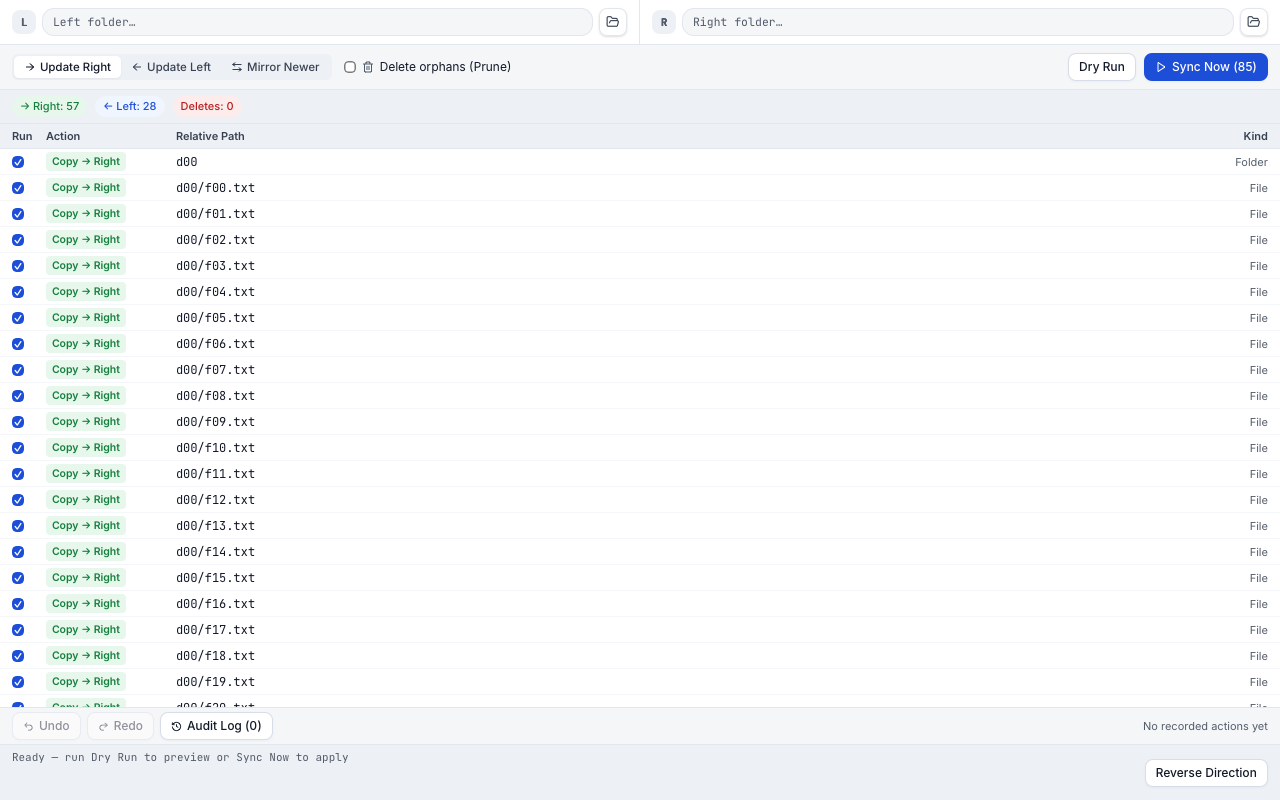 L Left folder… R Right folder…
→ Update Right ← Update Left ⇆ Mirror Newer Delete orphans (Prune) Dry Run Sync Now (85)
→ Right: 57 ← Left: 28 Deletes: 0
Run Action Relative Path Kind
Copy → Right d00 Folder
Copy → Right d00/f00.txt File
Copy → Right d00/f01.txt File
Copy → Right d00/f02.txt File
Copy → Right d00/f03.txt File
Copy → Right d00/f04.txt File
Copy → Right d00/f05.txt File
Copy → Right d00/f06.txt File
Copy → Right d00/f07.txt File
Copy → Right d00/f08.txt File
Copy → Right d00/f09.txt File
Copy → Right d00/f10.txt File
Copy → Right d00/f11.txt File
Copy → Right d00/f12.txt File
Copy → Right d00/f13.txt File
Copy → Right d00/f14.txt File
Copy → Right d00/f15.txt File
Copy → Right d00/f16.txt File
Copy → Right d00/f17.txt File
Copy → Right d00/f18.txt File
Copy → Right d00/f19.txt File
Undo Redo Audit Log (0) No recorded actions yet
Ready — run Dry Run to preview or Sync Now to apply
Reverse Direction